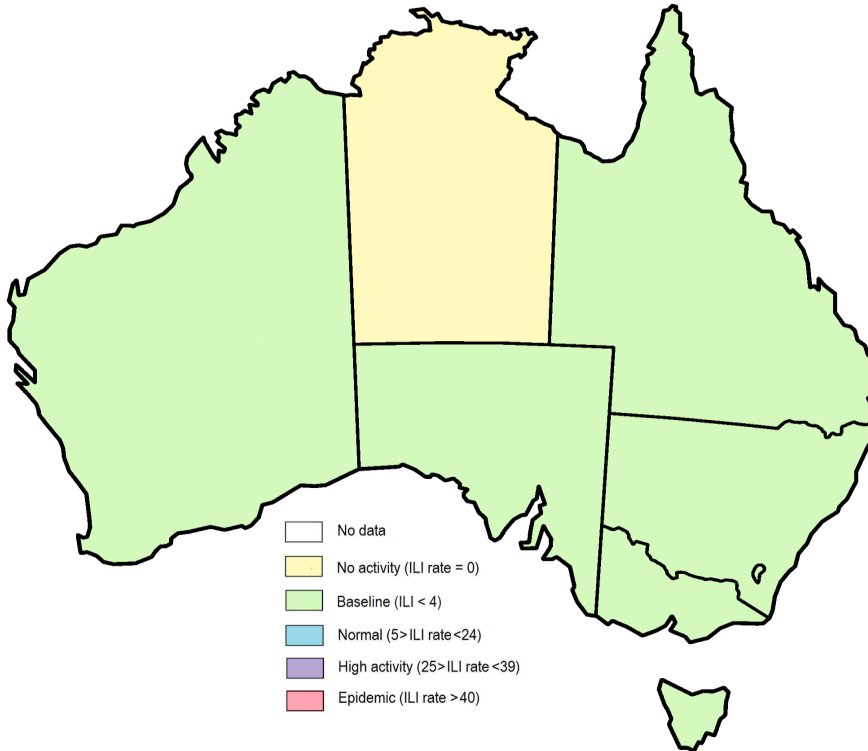 No data
No activity (ILI rate = 0)
Baseline (ILI < 4)
Normal (5> ILI rate <24)
High activity (25> ILI rate <39)
Epidemic (ILI rate >40)